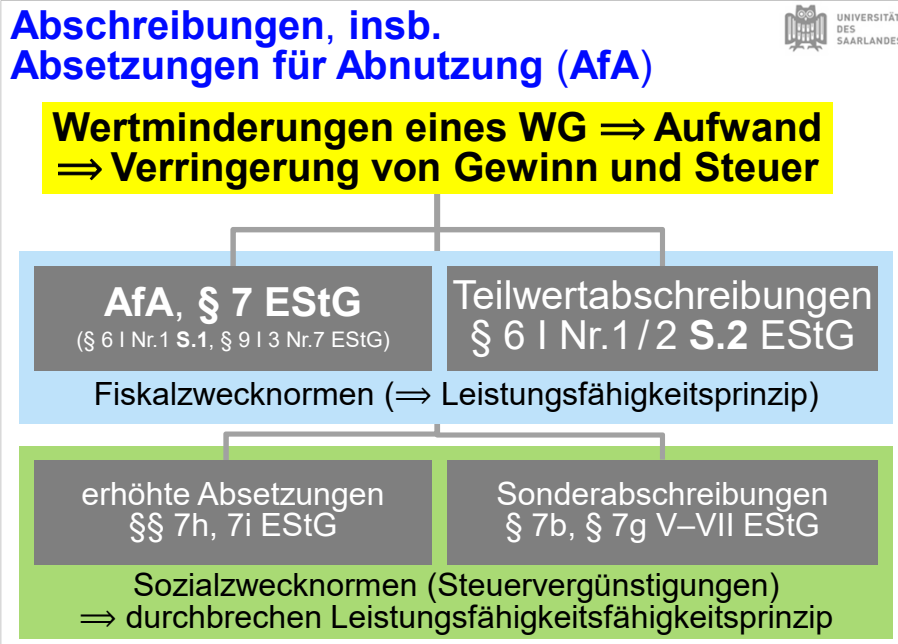 Abschreibungen, insb.
Absetzungen für Abnutzung (AfA)
UNIVERSITÄT
DES
SAARLANDES
Wertminderungen eines WG ⟹ Aufwand
⟹ Verringerung von Gewinn und Steuer
AfA, § 7 EStG
(§ 6 I Nr.1 S.1, § 9 I 3 Nr.7 EStG)
Teilwertabschreibungen
§ 6 I Nr.1/2 S.2 EStG
Fiskalzwecknormen (⟹ Leistungsfähigkeitsprinzip)
erhöhte Absetzungen
§§ 7h, 7i EStG
Sonderabschreibungen
§ 7b, § 7g V–VII EStG
Sozialzwecknormen (Steuervergünstigungen)
⟹ durchbrechen Leistungsfähigkeitsfähigkeitsprinzip